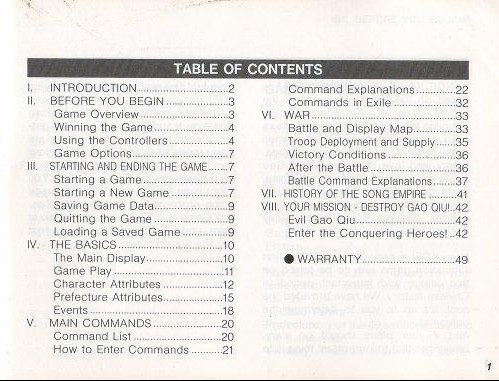 TABLE OF CONTENTS
I. INTRODUCTION..............................2
II. BEFORE YOU BEGIN....................3
Game Overview.............................3
Winning the Game........................4
Using the Controllers....................4
Game Options...............................7
III. STARTING AND ENDING THE GAME.......7
Starting a Game............................7
Starting a New Game...................7
Saving Game Data........................9
Quitting the Game........................9
Loading a Saved Game................9
IV. THE BASICS................................10
The Main Display........................10
Game Play..................................11
Character Attributes...................12
Prefecture Attributes...................15
Events........................................18
V. MAIN COMMANDS.......................20
Command List............................20
How to Enter Commands...........21
Command Explanations.............22
Commands in Exile....................32
VI. WAR............................................33
Battle and Display Map..............33
Troop Deployment and Supply......35
Victory Conditions......................36
After the Battle...........................36
Battle Command Explanations......37
VII. HISTORY OF THE SONG EMPIRE.........41
VIII. YOUR MISSION - DESTROY GAO QIU!..42
Evil Gao Qiu...............................42
Enter the Conquering Heroes!..42
● WARRANTY................................49
1